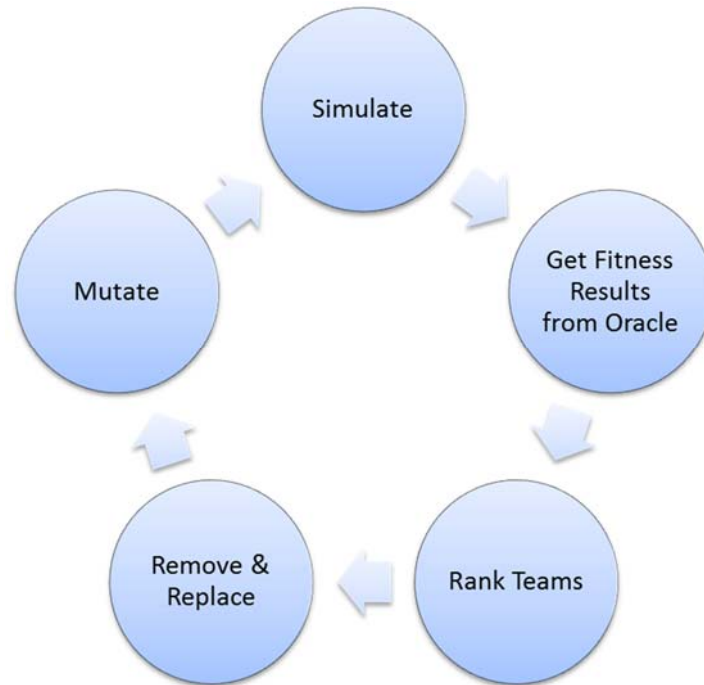 Simulate
Get Fitness
Results
from Oracle
Rank Teams
Remove &
Replace
Mutate